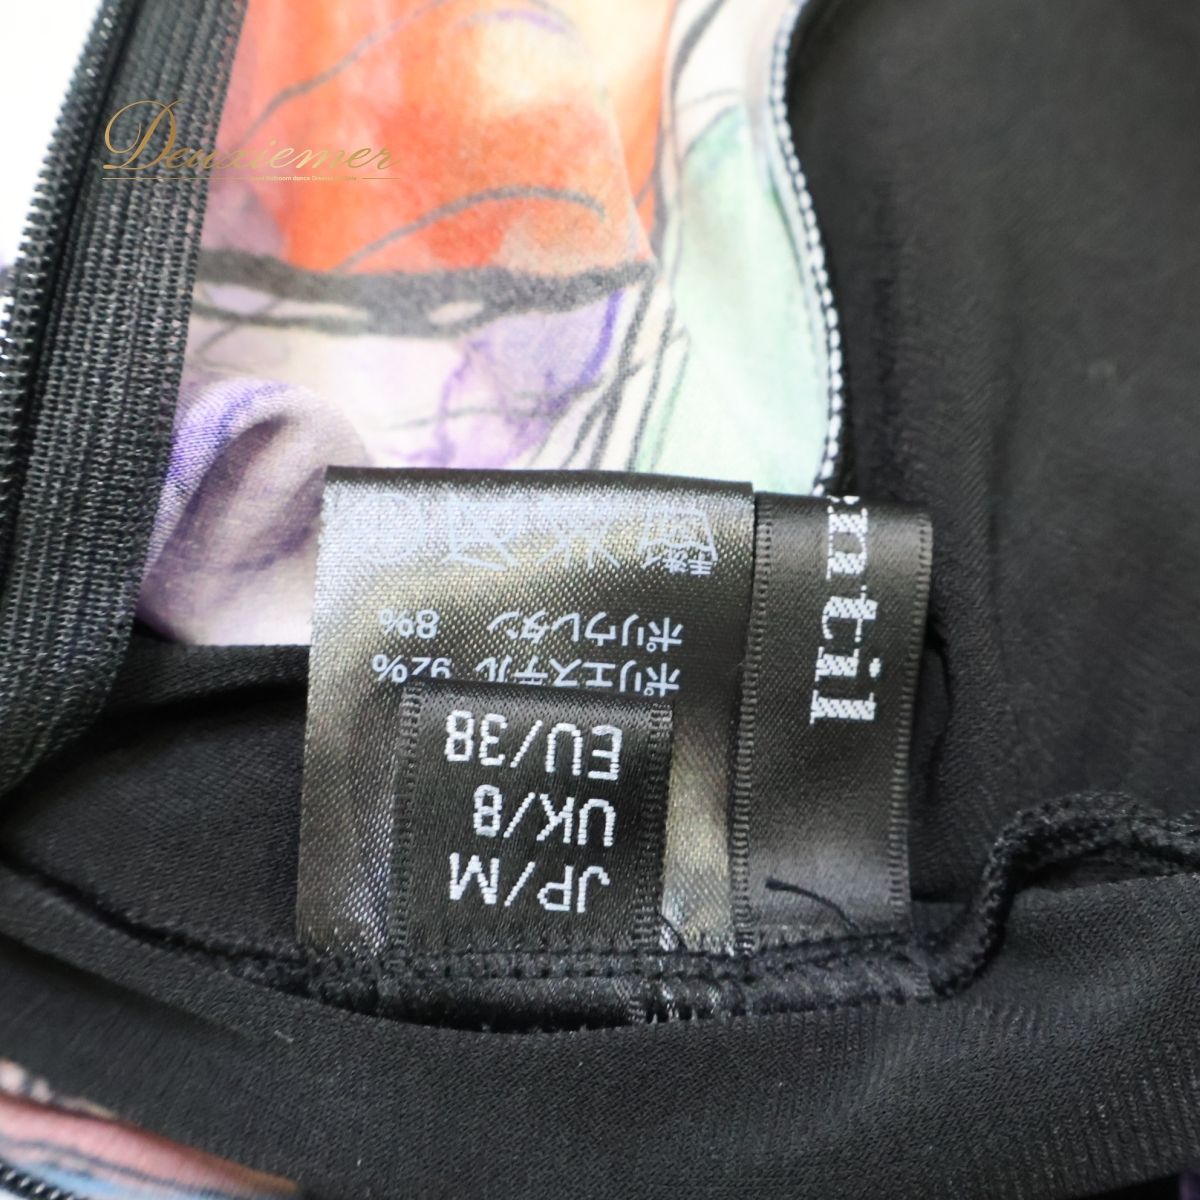 Deuxiemer
ntil
ポリウレタン 8%
ポリエステル 92%
JP/M
UK/8
EU/38